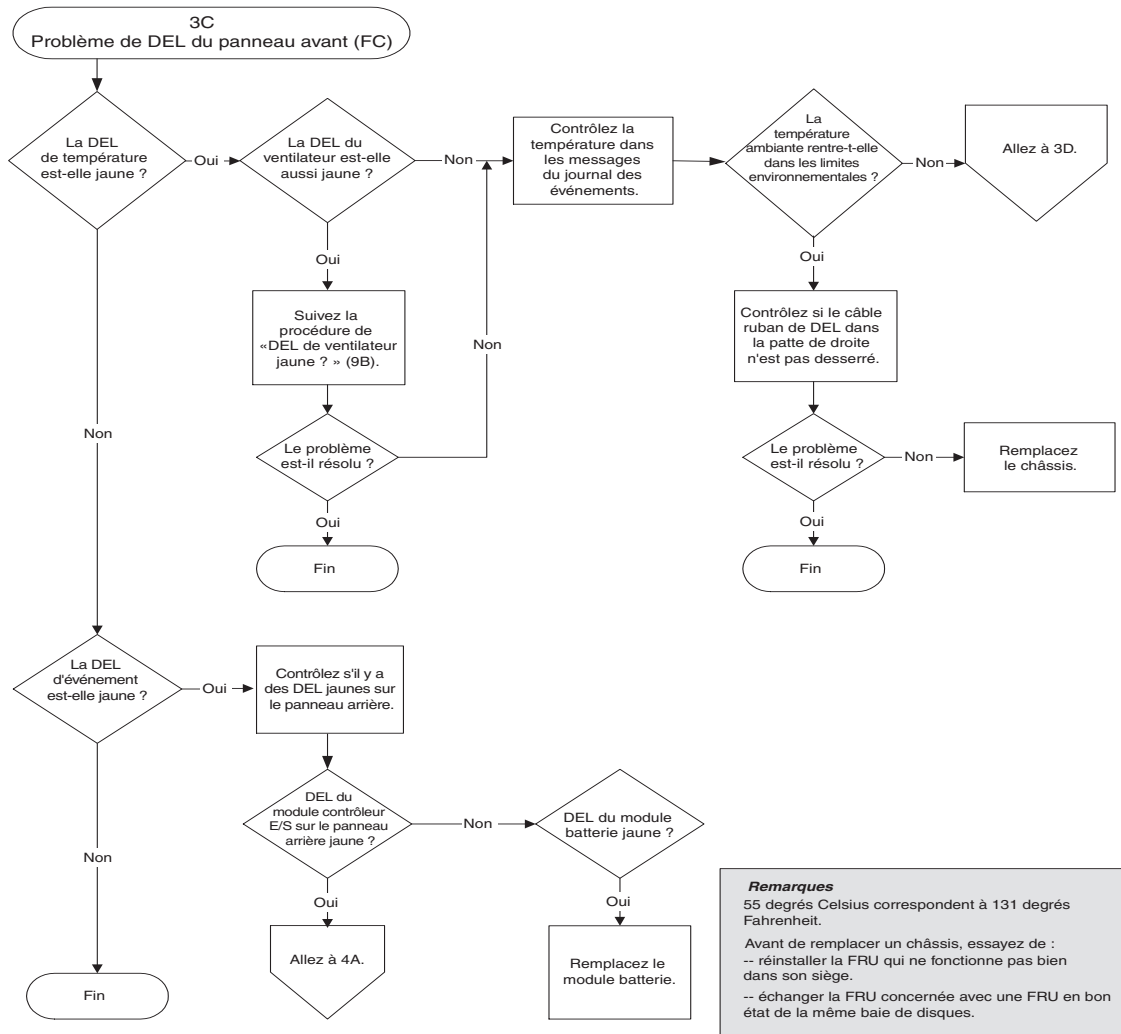 3C
Problème de DEL du panneau avant (FC)
La DEL
de température
est-elle jaune ?
Oui
La DEL du
ventilateur est-elle
aussi jaune ?
Non
Contrôlez la
température dans
les messages
du journal des
événements.
La
température
ambiante rentre-t-elle
dans les limites
environnementales ?
Non
Allez à 3D.
Oui
Suivez la
procédure de
«DEL de ventilateur
jaune ? » (9B).
Non
Oui
Contrôlez si le câble
ruban de DEL dans
la patte de droite
n'est pas desserré.
Non
Le problème
est-il résolu ?
Oui
Fin
Le problème
est-il résolu ?
Non
Remplacez
le châssis.
Oui
Fin
La DEL
d'événement
est-elle jaune ?
Oui
Contrôlez s'il y a
des DEL jaunes sur
le panneau arrière.
DEL du
module contrôleur
E/S sur le panneau
arrière jaune ?
Non
DEL du module
batterie jaune ?
Non
Oui
Allez à 4A.
Oui
Remplacez le
module batterie.
Fin
Remarques
55 degrés Celsius correspondent à 131 degrés
Fahrenheit.
Avant de remplacer un châssis, essayez de :
-- réinstaller la FRU qui ne fonctionne pas bien
dans son siège.
-- échanger la FRU concernée avec une FRU en bon
état de la même baie de disques.